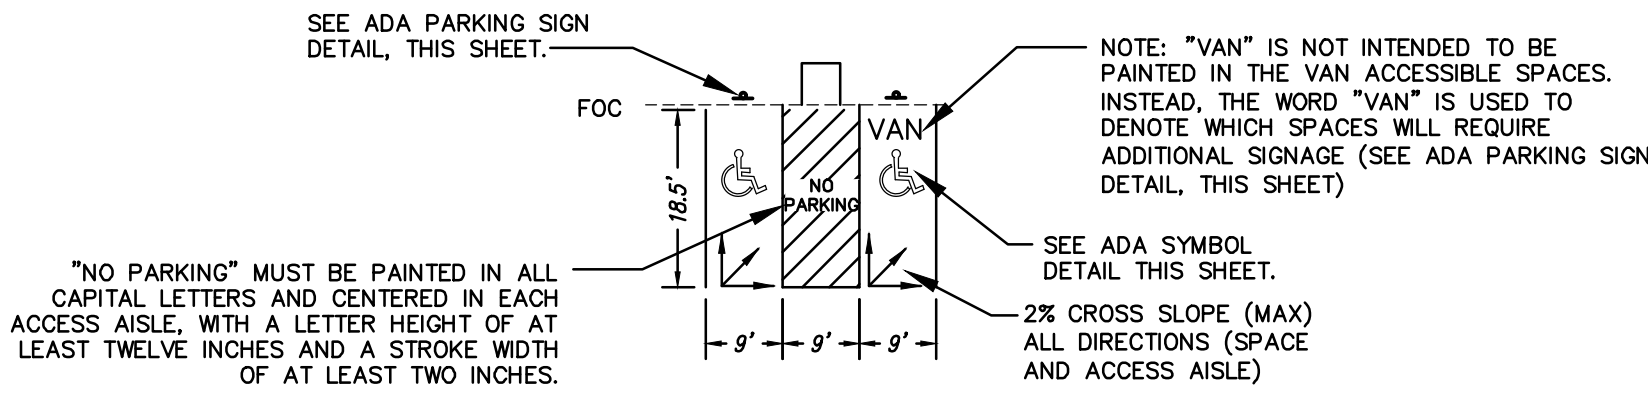 SEE ADA PARKING SIGN
DETAIL, THIS SHEET.
FOC
NOTE: "VAN" IS NOT INTENDED TO BE
PAINTED IN THE VAN ACCESSIBLE SPACES.
INSTEAD, THE WORD "VAN" IS USED TO
DENOTE WHICH SPACES WILL REQUIRE
ADDITIONAL SIGNAGE (SEE ADA PARKING SIGN
DETAIL, THIS SHEET)
VAN
NO
PARKING
18.5'
"NO PARKING" MUST BE PAINTED IN ALL
CAPITAL LETTERS AND CENTERED IN EACH
ACCESS AISLE, WITH A LETTER HEIGHT OF AT
LEAST TWELVE INCHES AND A STROKE WIDTH
OF AT LEAST TWO INCHES.
SEE ADA SYMBOL
DETAIL THIS SHEET.
2% CROSS SLOPE (MAX)
ALL DIRECTIONS (SPACE
AND ACCESS AISLE)
9' 9' 9'